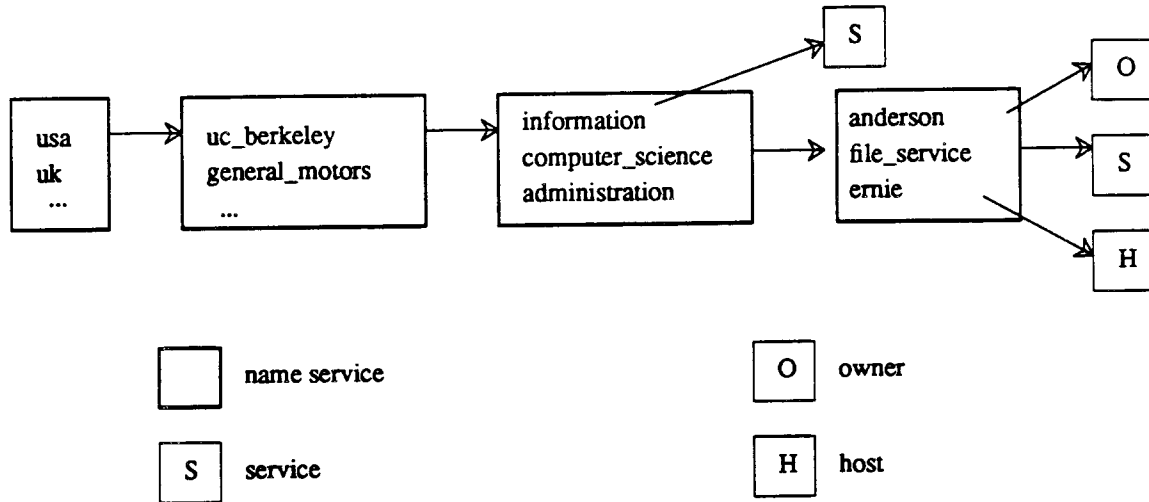 S
O
usa
uk
...
uc_berkeley
general_motors
...
information
computer_science
administration
anderson
file_service
ernie
S
H
name service
O owner
S service
H host